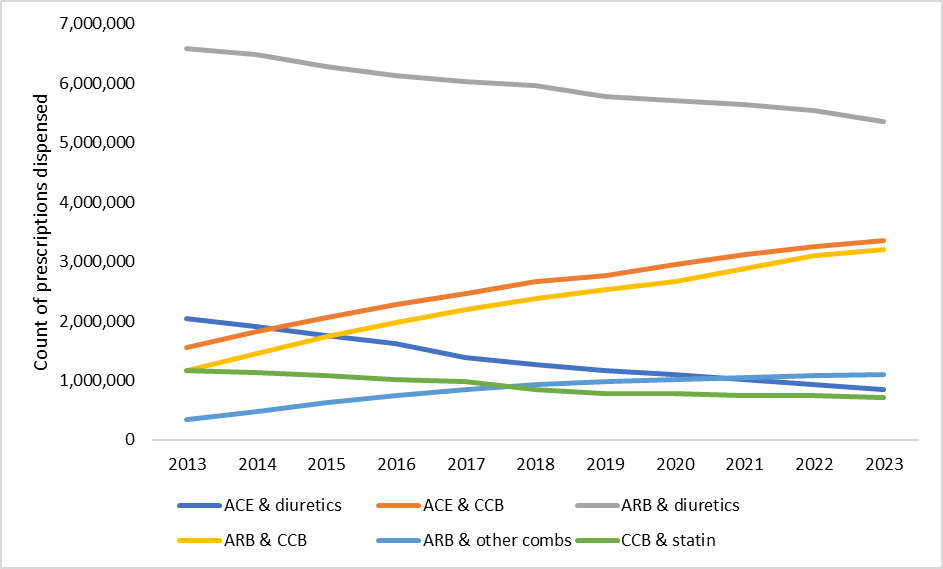 Count of prescriptions dispensed
7,000,000
6,000,000
5,000,000
4,000,000
3,000,000
2,000,000
1,000,000
0
2013 2014 2015 2016 2017 2018 2019 2020 2021 2022 2023
ACE & diuretics ACE & CCB ARB & diuretics
ARB & CCB ARB & other combs CCB & statin